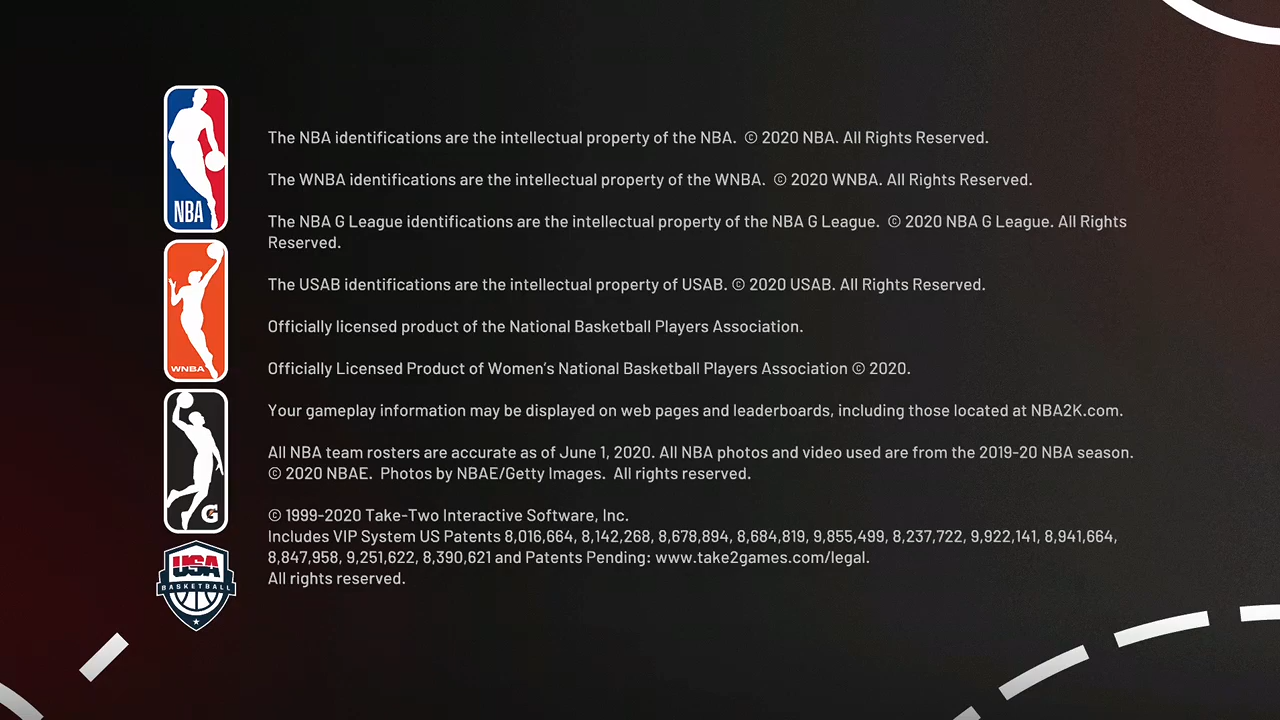 NBA
The NBA identifications are the intellectual property of the NBA.  © 2020 NBA. All Rights Reserved.
The WNBA identifications are the intellectual property of the WNBA.  © 2020 WNBA. All Rights Reserved.
The NBA G League identifications are the intellectual property of the NBA G League.  © 2020 NBA G League. All Rights
Reserved.
WNBA
The USAB identifications are the intellectual property of USAB. © 2020 USAB. All Rights Reserved.
Officially licensed product of the National Basketball Players Association.
Officially Licensed Product of Women’s National Basketball Players Association © 2020.
Your gameplay information may be displayed on web pages and leaderboards, including those located at NBA2K.com.
All NBA team rosters are accurate as of June 1, 2020. All NBA photos and video used are from the 2019-20 NBA season.
© 2020 NBAE.  Photos by NBAE/Getty Images.  All rights reserved.
G
© 1999-2020 Take-Two Interactive Software, Inc.
Includes VIP System US Patents 8,016,664, 8,142,268, 8,678,894, 8,684,819, 9,855,499, 8,237,722, 9,922,141, 8,941,664,
8,847,958, 9,251,622, 8,390,621 and Patents Pending: www.take2games.com/legal.
All rights reserved.
USA
BASKETBALL